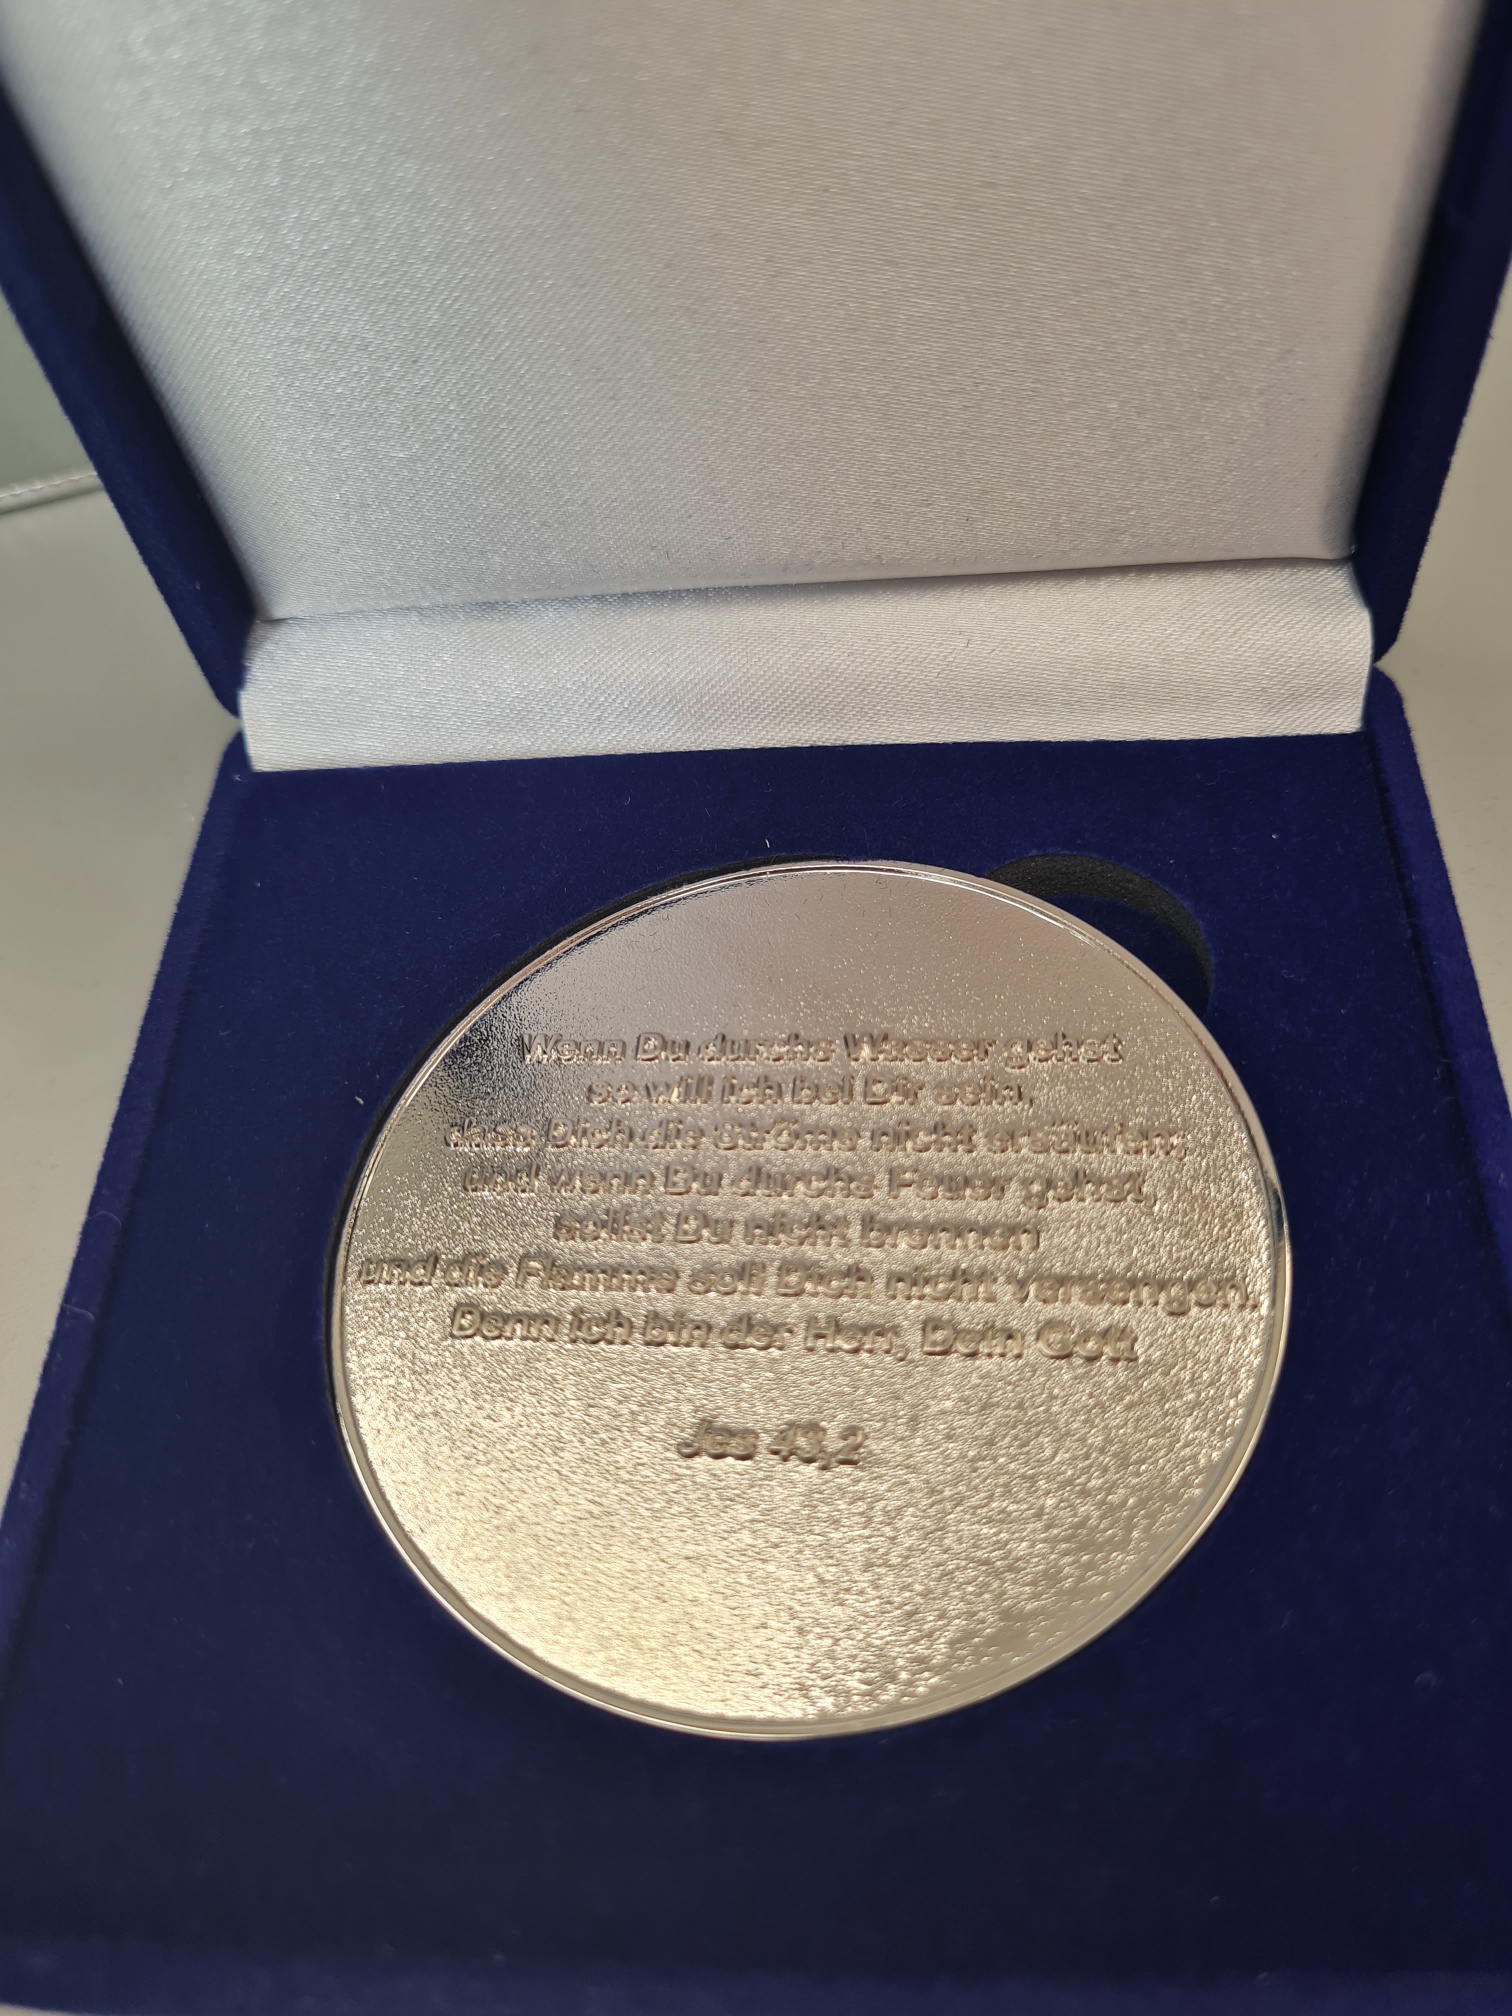 Wenn Du durchs Wasser gehst
so will ich bei Dir sein,
dass Dich die Ströme nicht ersäufen;
und wenn Du durchs Feuer gehst,
sollst Du nicht brennen
und die Flamme soll Dich nicht versengen.
Denn ich bin der Herr, Dein Gott
Jes 43,2